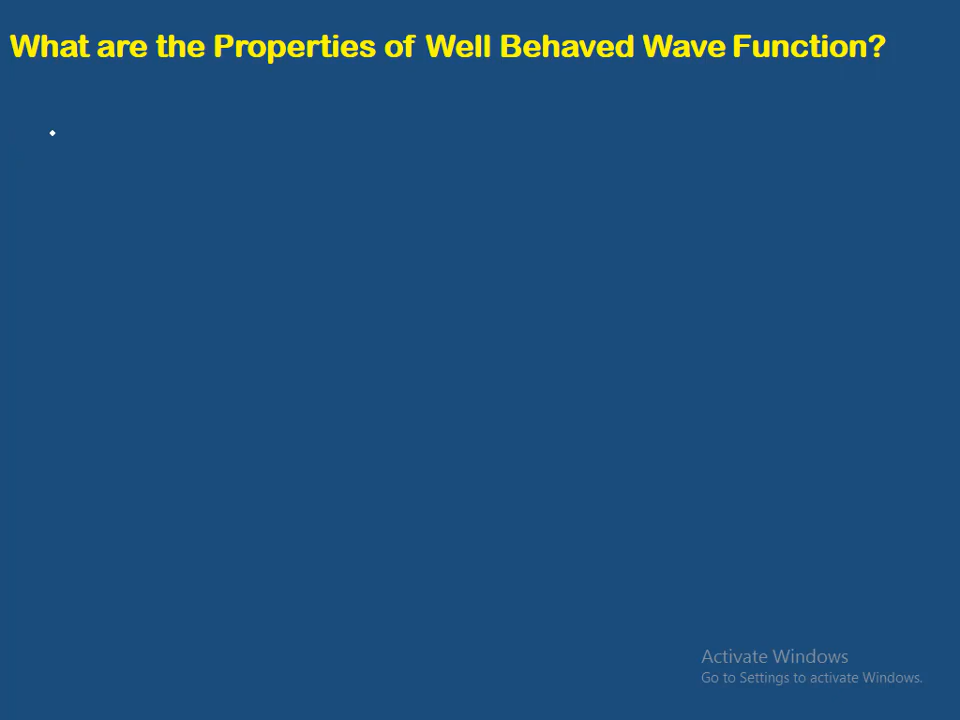 What are the Properties of Well Behaved Wave Function?
Activate Windows
Go to Settings to activate Windows.